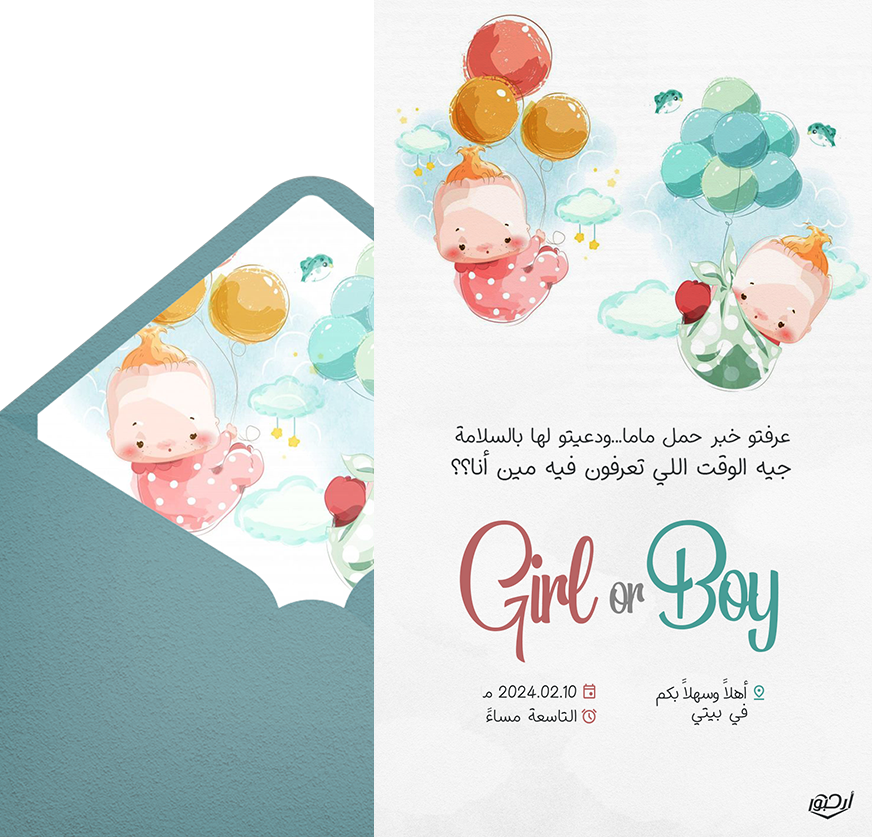 عرفتو خبر حمل ماما...ودعيتو لها بالسلامة
جيه الوقت اللي تعرفون فيه مين أنا؟؟
Girl or Boy
أهلاً وسهلاً بكم
في بيتي
2024.02.10 م
التاسعة مساءً
أرحبو